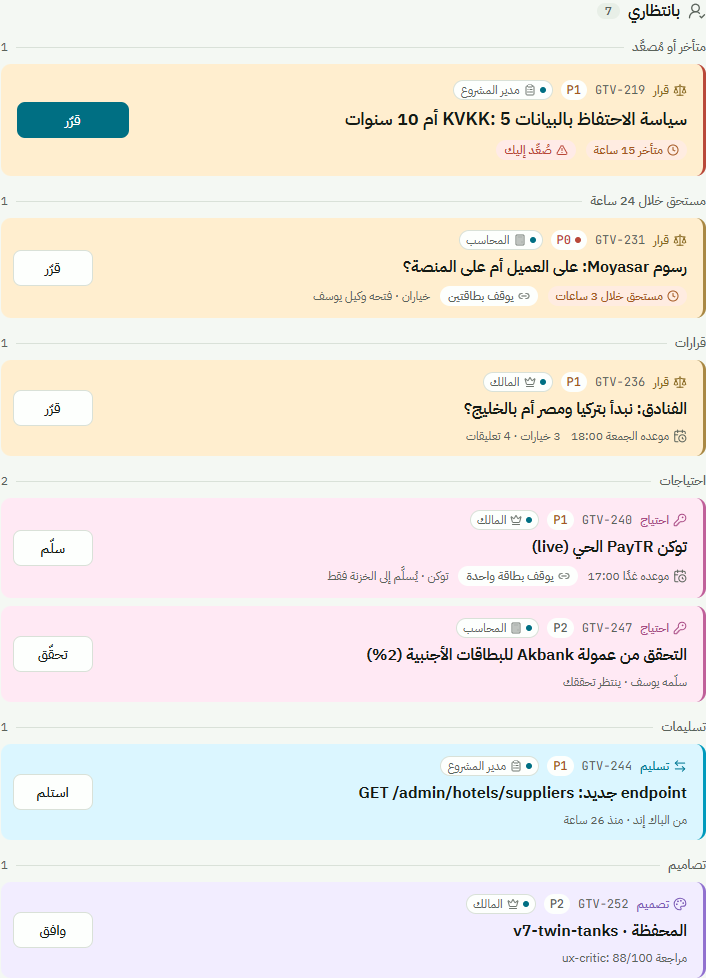 بانتظاري 7
متأخر أو مُصعَّد 1
قرار GTV-219 P1 مدير المشروع
سياسة الاحتفاظ بالبيانات KVKK: 5 أم 10 سنوات
متأخر 15 ساعة صُعِّد إليك
قرّر
مستحق خلال 24 ساعة 1
قرار GTV-231 P0 المحاسب
رسوم Moyasar: على العميل أم على المنصة؟
مستحق خلال 3 ساعات يوقف بطاقتين خياران · فتحه وكيل يوسف
قرّر
قرارات 1
قرار GTV-236 P1 المالك
الفنادق: نبدأ بتركيا ومصر أم بالخليج؟
موعده الجمعة 18:00 3 خيارات · 4 تعليقات
قرّر
احتياجات 2
احتياج GTV-240 P1 المالك
توكن PayTR الحي (live)
موعده غدًا 17:00 يوقف بطاقة واحدة توكن · يُسلَّم إلى الخزنة فقط
سلّم
احتياج GTV-247 P2 المحاسب
التحقق من عمولة Akbank للبطاقات الأجنبية (2%)
سلّمه يوسف · ينتظر تحققك
تحقّق
تسليمات 1
تسليم GTV-244 P1 مدير المشروع
endpoint جديد: GET /admin/hotels/suppliers
من الباك إند · منذ 26 ساعة
استلم
تصاميم 1
تصميم GTV-252 P2 المالك
المحفظة · v7-twin-tanks
مراجعة ux-critic: 88/100
وافق